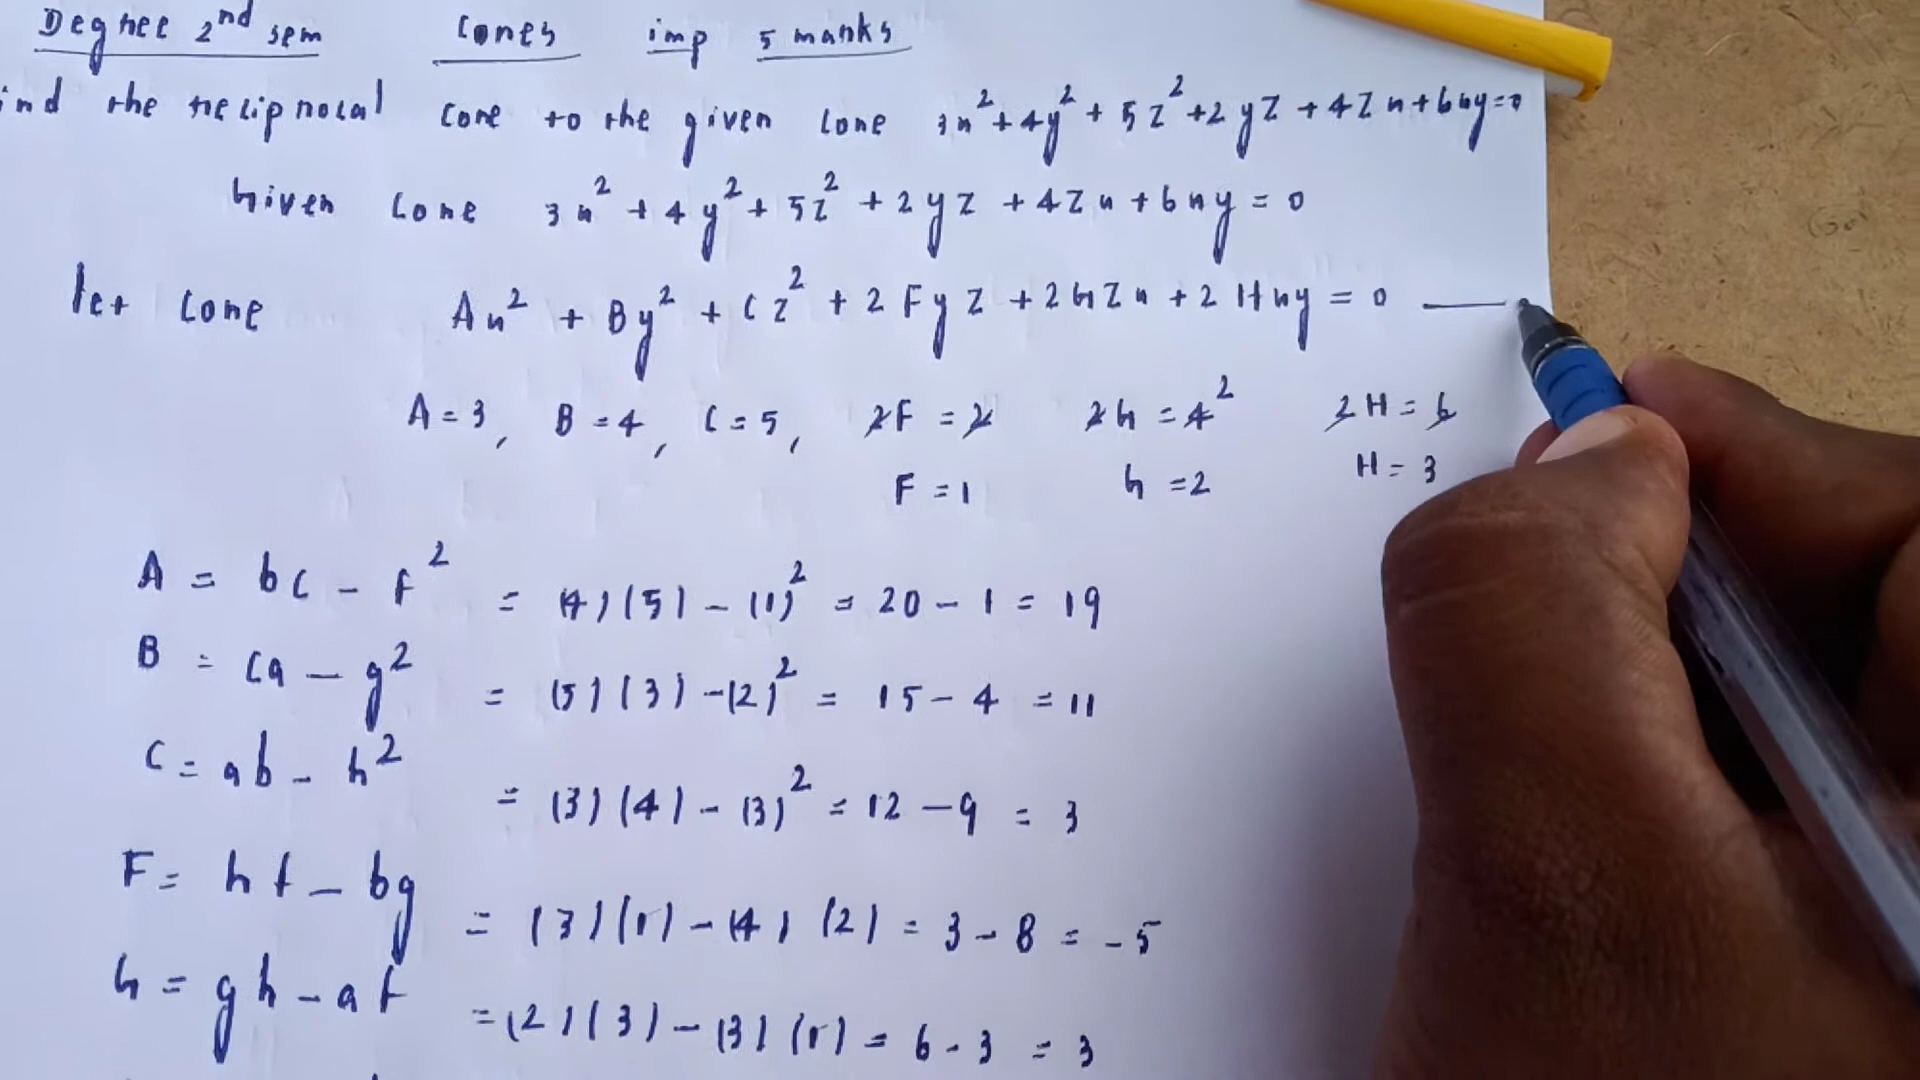 Degree 2nd sem cones imp 5 marks
ind the reciprocal cone to the given cone 3x²+4y²+5z²+2yz+4zx+6xy=0
Given cone 3x²+4y²+5z²+2yz+4zx+6xy=0
let cone Ax²+By²+Cz²+2Fyz+2Gzx+2Hxy=0
A=3, B=4, C=5, 2F=2 2G=4² 2H=6
F=1 G=2 H=3
A = bc - f² = (4)(5)-(1)² = 20-1 = 19
B = ca - g² = (5)(3)-(2)² = 15-4 = 11
C = ab - h² = (3)(4)-(3)² = 12-9 = 3
F = hf - bg = (3)(1)-(4)(2) = 3-8 = -5
G = gh - af = (2)(3)-(3)(1) = 6-3 = 3